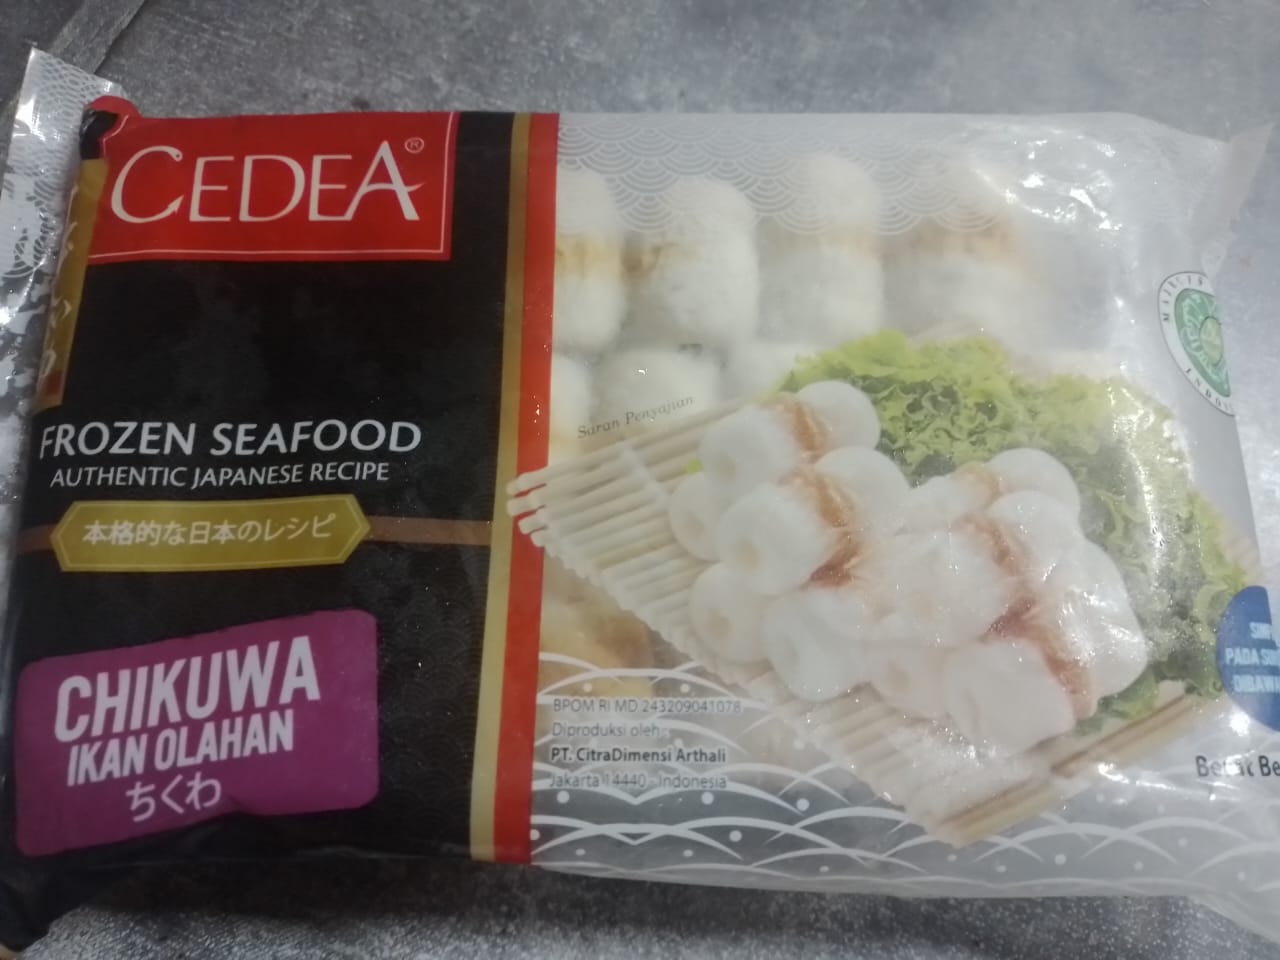 CEDEA®
FROZEN SEAFOOD
AUTHENTIC JAPANESE RECIPE
本格的な日本のレシピ
CHIKUWA
IKAN OLAHAN
ちくわ
Saran Penyajian
BPOM RI MD 243209041078
Diproduksi oleh :
PT. CitraDimensi Arthali
Jakarta 14440 - Indonesia
PADA